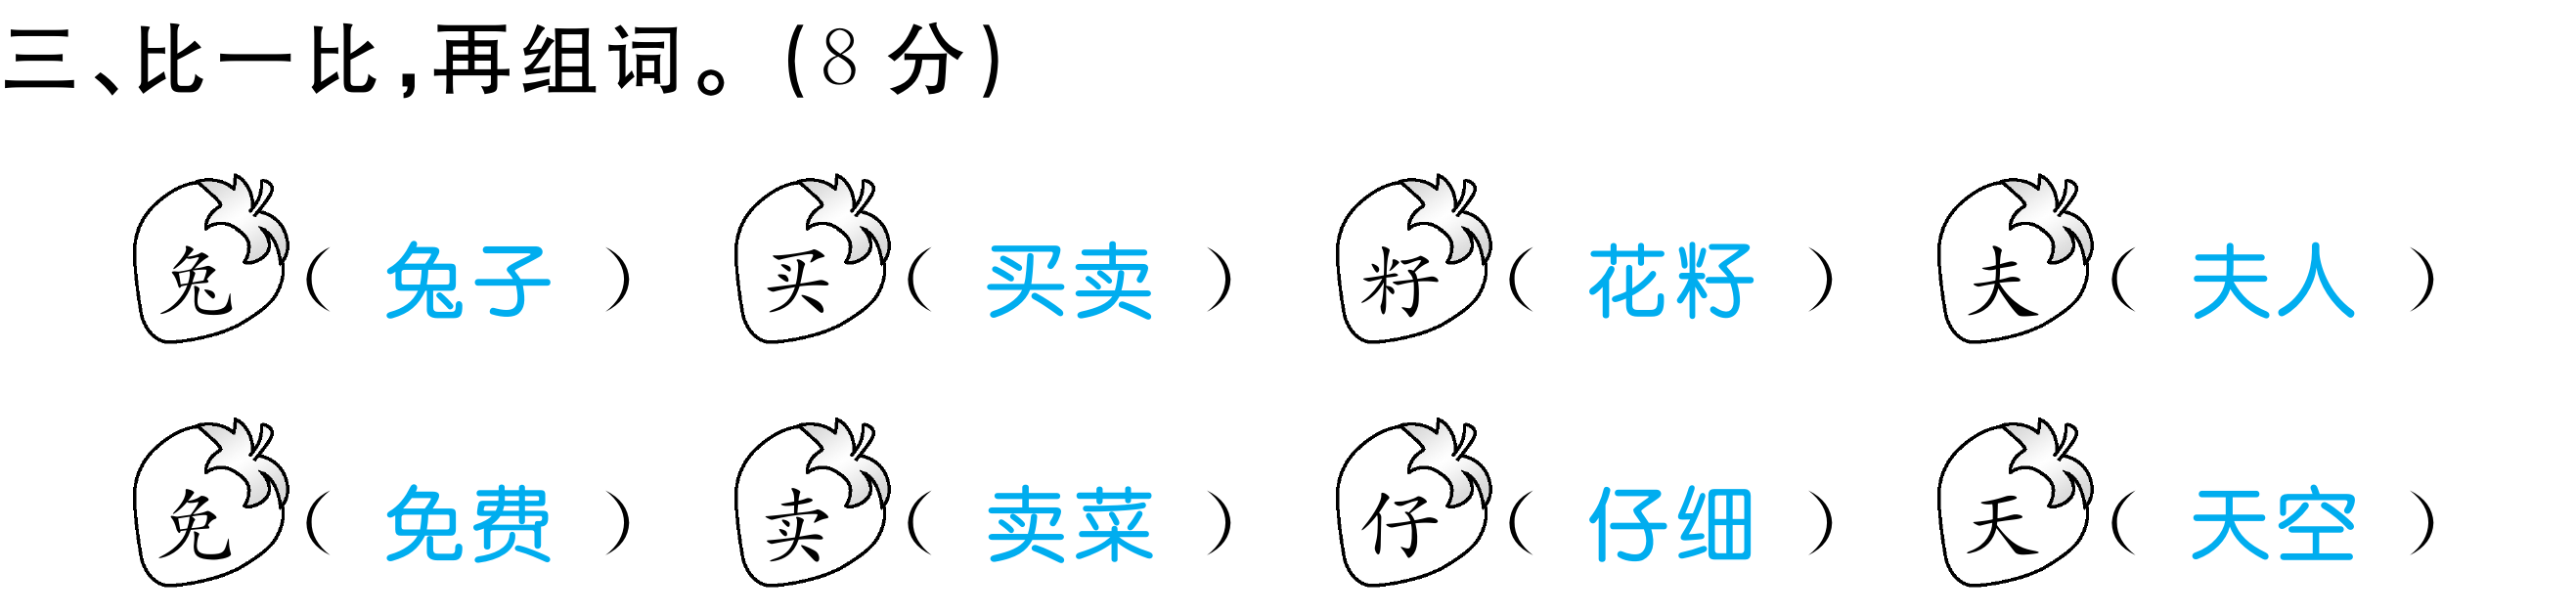 三、比一比,再组词。(8 分)
兔( 兔子 ) 买( 买卖 ) 籽( 花籽 ) 夫( 夫人 )
免( 免费 ) 卖( 卖菜 ) 仔( 仔细 ) 天( 天空 )